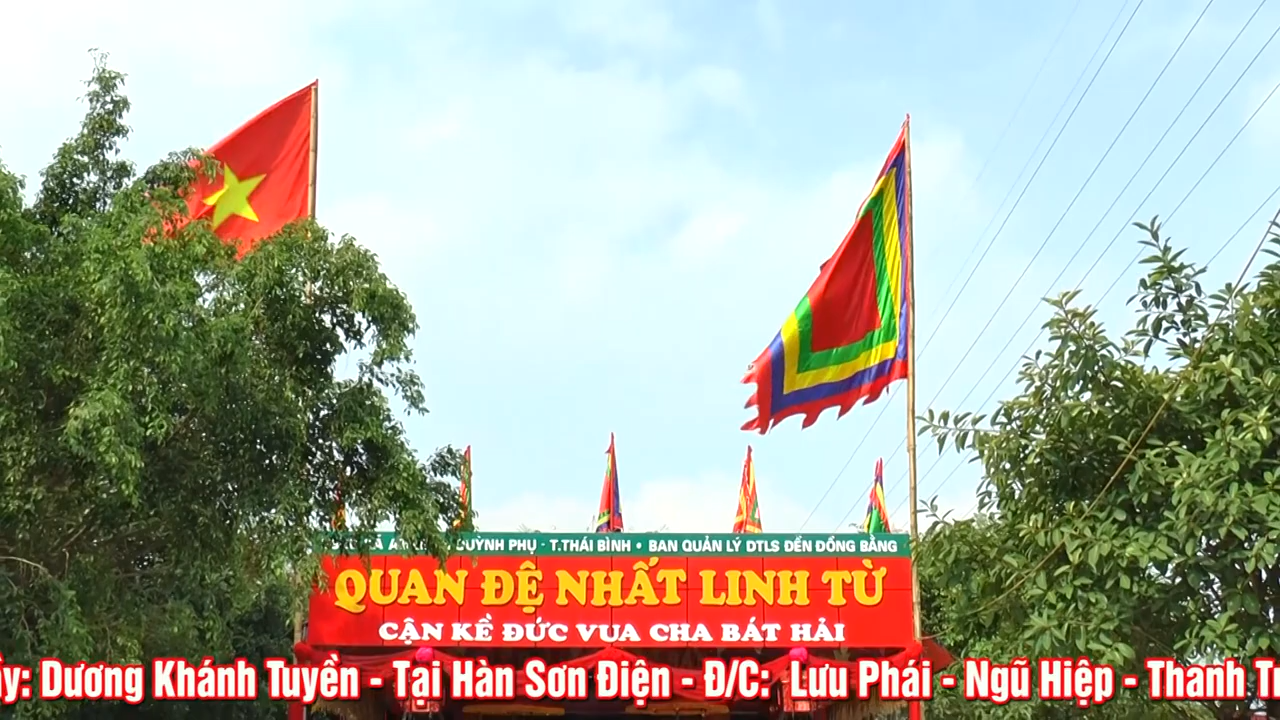 QUỲNH PHỤ - T.THÁI BÌNH • BAN QUẢN LÝ DTLS ĐỀN ĐỒNG BẰNG
QUAN ĐỆ NHẤT LINH TỪ
CẬN KỀ ĐỨC VUA CHA BÁT HẢI
Dương Khánh Tuyền - Tại Hàn Sơn Điện - Đ/C: Lưu Phái - Ngũ Hiệp - Thanh